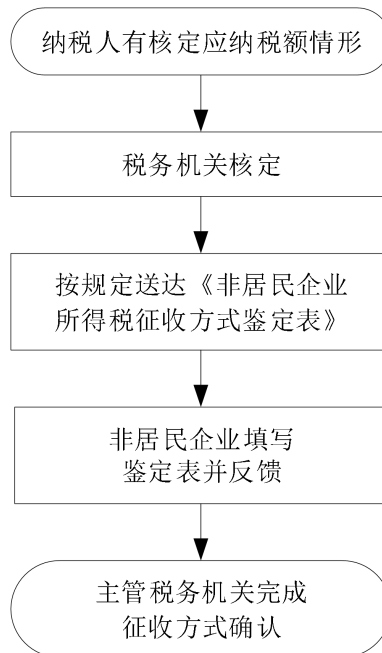 纳税人有核定应纳税额情形
税务机关核定
按规定送达《非居民企业
所得税征收方式鉴定表》
非居民企业填写
鉴定表并反馈
主管税务机关完成
征收方式确认